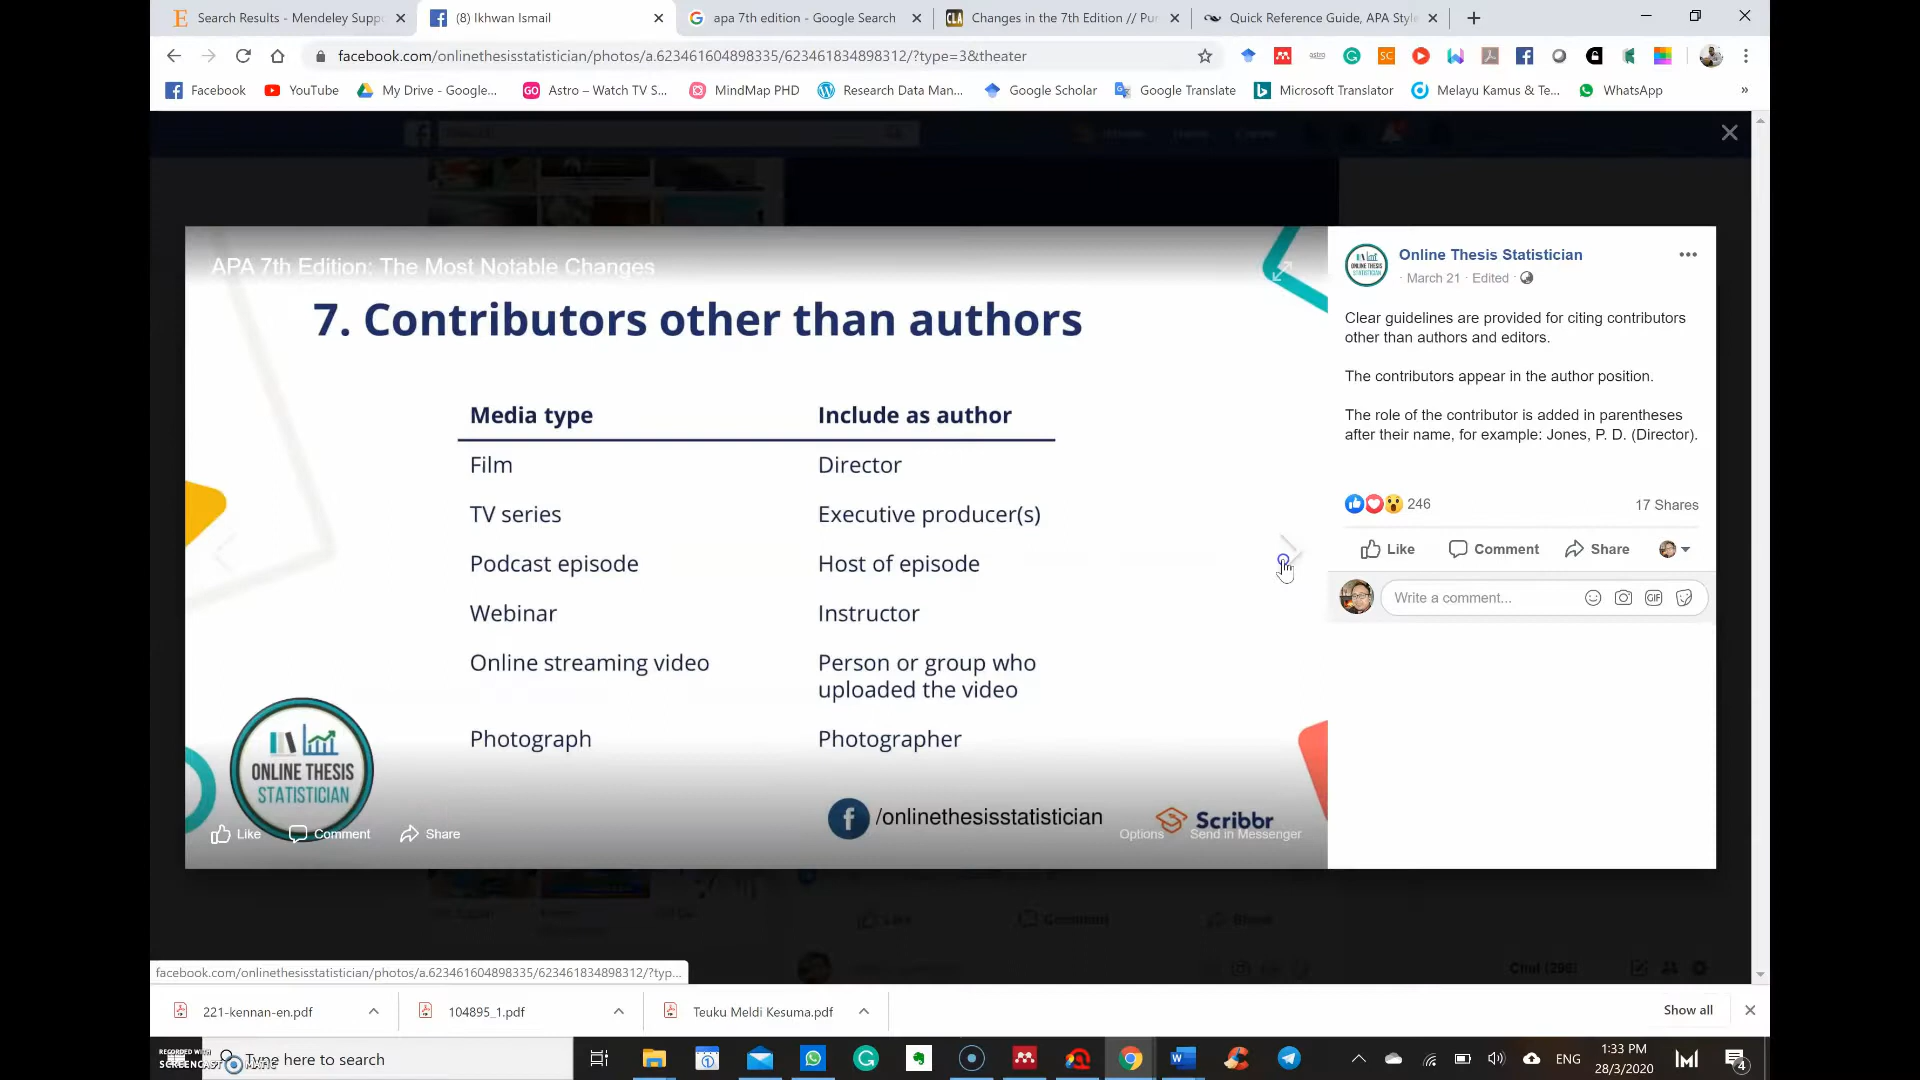 Search Results - Mendeley Supp
(8) Ikhwan Ismail
apa 7th edition - Google Search
Changes in the 7th Edition // Pur
Quick Reference Guide, APA Style
facebook.com/onlinethesisstatistician/photos/a.623461604898335/623461834898312/?type=3&theater
Facebook
YouTube
My Drive - Google...
Astro – Watch TV S...
MindMap PHD
Research Data Man...
Google Scholar
Google Translate
Microsoft Translator
Melayu Kamus & Te...
WhatsApp
APA 7th Edition: The Most Notable Changes
7. Contributors other than authors
Media type Include as author
Film Director
TV series Executive producer(s)
Podcast episode Host of episode
Webinar Instructor
Online streaming video Person or group who
uploaded the video
Photograph Photographer
ONLINE THESIS
STATISTICIAN
/onlinethesisstatistician
Scribbr
Like Comment Share
Options Send in Messenger
Online Thesis Statistician
· March 21 · Edited ·
Clear guidelines are provided for citing contributors
other than authors and editors.
The contributors appear in the author position.
The role of the contributor is added in parentheses
after their name, for example: Jones, P. D. (Director).
246
17 Shares
Like Comment Share
Write a comment...
GIF
Chat (296)
facebook.com/onlinethesisstatistician/photos/a.623461604898335/623461834898312/?typ...
221-kennan-en.pdf
104895_1.pdf
Teuku Meldi Kesuma.pdf
Show all
RECORDED WITH
SCREENCAST MATIC
Type here to search
ENG
1:33 PM
28/3/2020
4